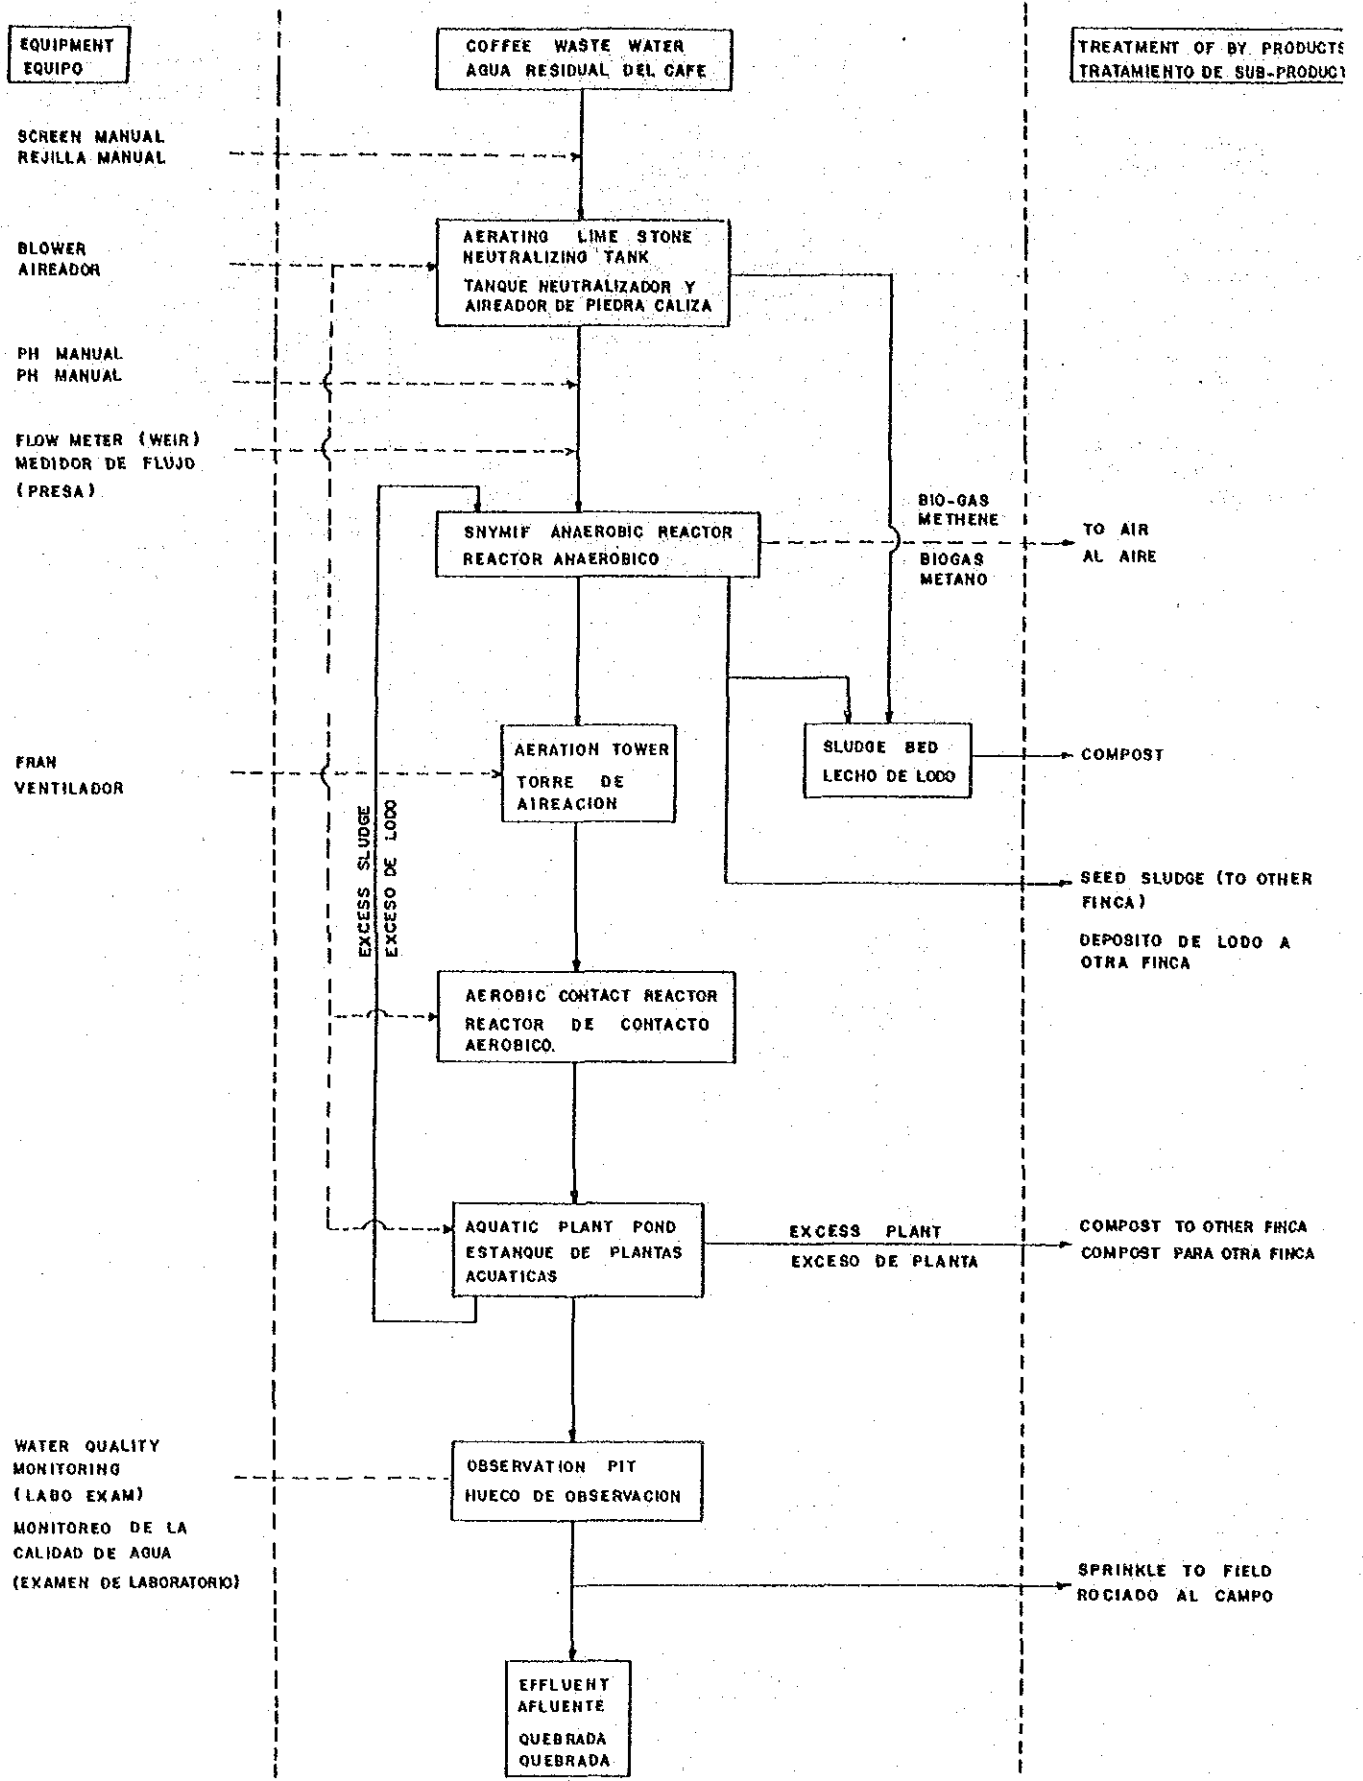 EQUIPMENT
EQUIPO
COFFEE WASTE WATER
AGUA RESIDUAL DEL CAFE
TREATMENT OF BY. PRODUCTS
TRATAMIENTO DE SUB-PRODUCT
SCREEN MANUAL
REJILLA MANUAL
BLOWER
AIREADOR
AERATING LIME STONE
NEUTRALIZING TANK
TANQUE NEUTRALIZADOR Y
AIREADOR DE PIEDRA CALIZA
PH MANUAL
PH MANUAL
FLOW METER (WEIR)
MEDIDOR DE FLUJO
(PRESA)
SNYMIF ANAEROBIC REACTOR
REACTOR ANAEROBICO
BIO-GAS
METHENE
BIOGAS
METANO
TO AIR
AL AIRE
FRAN
VENTILADOR
AERATION TOWER
TORRE DE
AIREACION
SLUDGE BED
LECHO DE LODO
COMPOST
EXCESS SLUDGE
EXCESO DE LODO
SEED SLUDGE (TO OTHER
FINCA)
DEPOSITO DE LODO A
OTRA FINCA
AEROBIC CONTACT REACTOR
REACTOR DE CONTACTO
AEROBICO.
AQUATIC PLANT POND
ESTANQUE DE PLANTAS
ACUATICAS
EXCESS PLANT
EXCESO DE PLANTA
COMPOST TO OTHER FINCA
COMPOST PARA OTRA FINCA
WATER QUALITY
MONITORING
(LABO EXAM)
MONITOREO DE LA
CALIDAD DE AGUA
(EXAMEN DE LABORATORIO)
OBSERVATION PIT
HUECO DE OBSERVACION
SPRINKLE TO FIELD
ROCIADO AL CAMPO
EFFLUENT
AFLUENTE
QUEBRADA
QUEBRADA